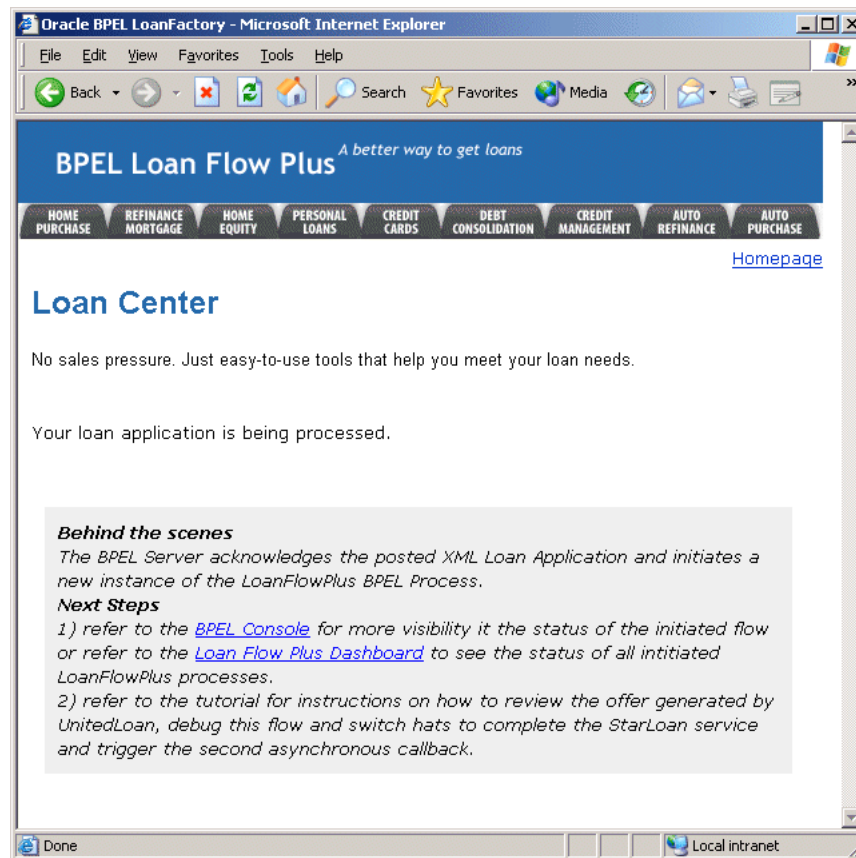 Oracle BPEL LoanFactory - Microsoft Internet Explorer
File Edit View Favorites Tools Help
Back Search Favorites Media »
BPEL Loan Flow Plus A better way to get loans
HOME PURCHASE REFINANCE MORTGAGE HOME EQUITY PERSONAL LOANS CREDIT CARDS DEBT CONSOLIDATION CREDIT MANAGEMENT AUTO REFINANCE AUTO PURCHASE
Homepage
Loan Center
No sales pressure. Just easy-to-use tools that help you meet your loan needs.
Your loan application is being processed.
Behind the scenes
The BPEL Server acknowledges the posted XML Loan Application and initiates a
new instance of the LoanFlowPlus BPEL Process.
Next Steps
1) refer to the BPEL Console for more visibility it the status of the initiated flow
or refer to the Loan Flow Plus Dashboard to see the status of all intitiated
LoanFlowPlus processes.
2) refer to the tutorial for instructions on how to review the offer generated by
UnitedLoan, debug this flow and switch hats to complete the StarLoan service
and trigger the second asynchronous callback.
Done Local intranet